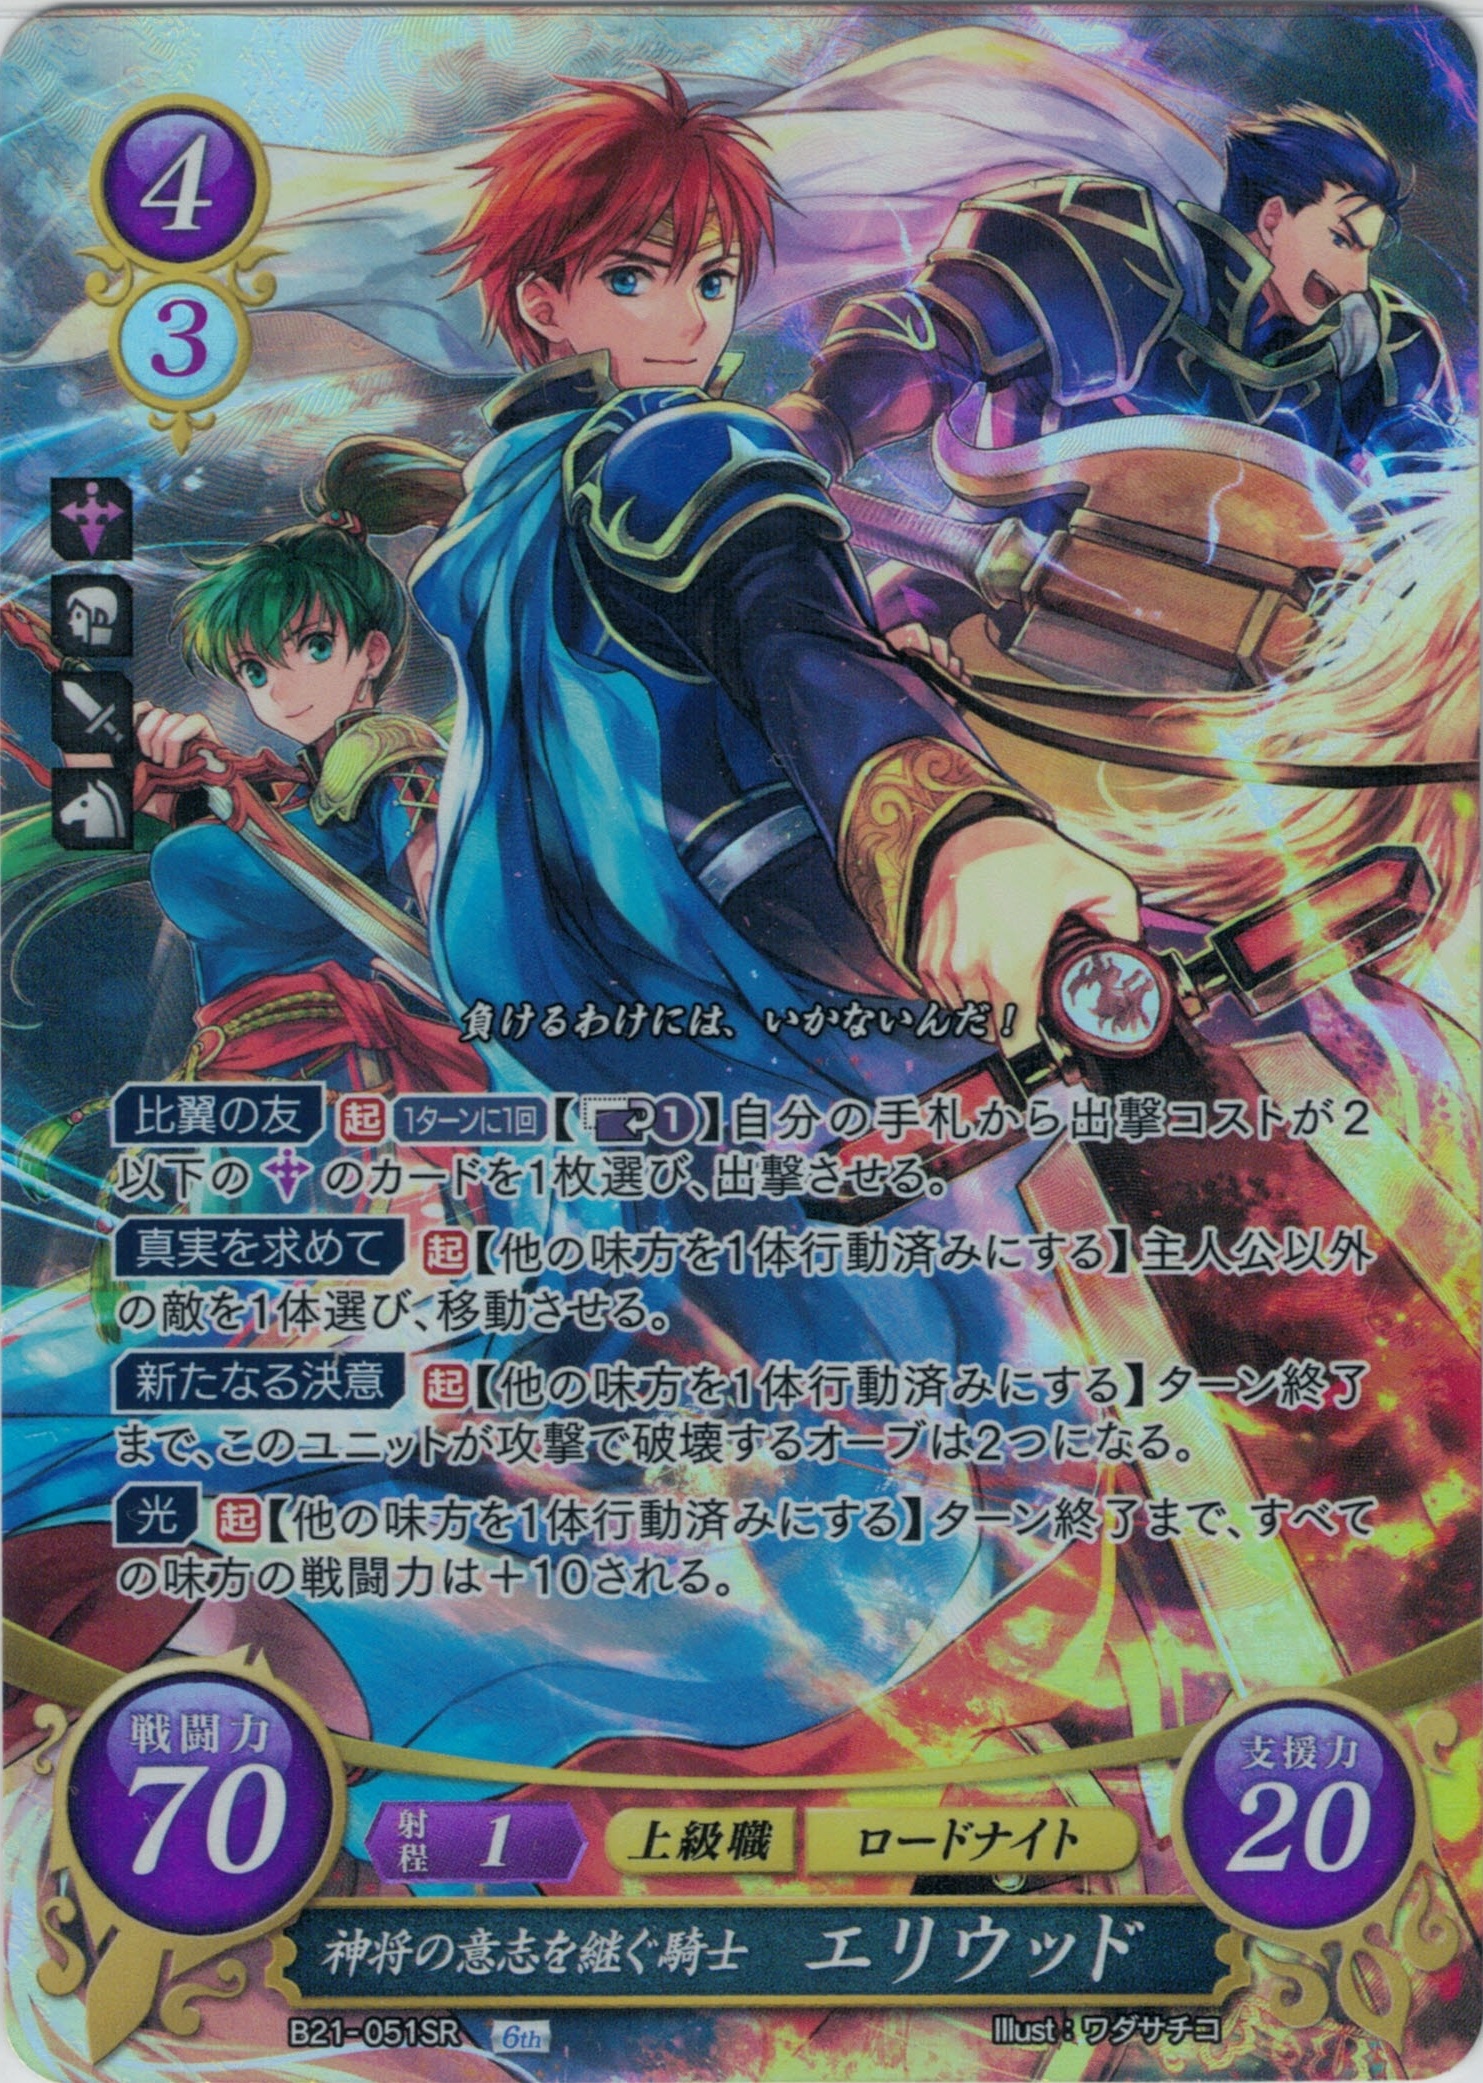 4
3
負けるわけには、いかないんだ！
比翼の友 起 1ターンに1回【1】自分の手札から出撃コストが2
以下の のカードを1枚選び、出撃させる。
真実を求めて 起【他の味方を1体行動済みにする】主人公以外
の敵を1体選び、移動させる。
新たなる決意 起【他の味方を1体行動済みにする】ターン終了
まで、このユニットが攻撃で破壊するオーブは2つになる。
光 起【他の味方を1体行動済みにする】ターン終了まで、すべて
の味方の戦闘力は＋10される。
戦闘力
70
射程 1 上級職 ロードナイト
支援力
20
神将の意志を継ぐ騎士 エリウッド
B21-051SR 6th Illust：ワダサチコ